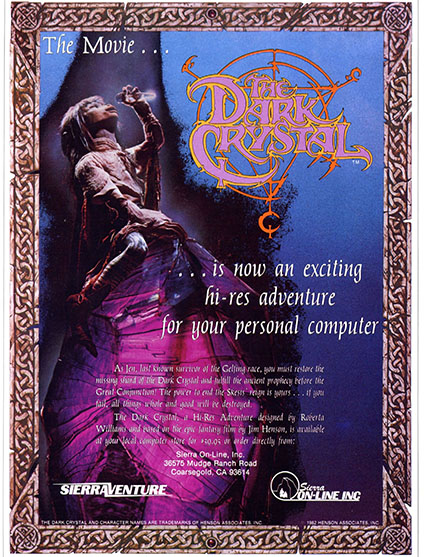 The Movie . . .
THE
DARK
CRYSTAL
TM
. . . is now an exciting
hi-res adventure
for your personal computer
As Jen, last known survivor of the Gelfling race, you must restore the
missing shard of the Dark Crystal and fulfill the ancient prophecy before the
Great Conjunction! The power to end the Skesis' reign is yours . . . if you
fail, all things whole and good will be destroyed.
The Dark Crystal, a Hi-Res Adventure designed by Roberta
Williams and based on the epic fantasy film by Jim Henson, is available
at your local computer store for $39.95 or order directly from:
Sierra On-Line, Inc.
36575 Mudge Ranch Road
Coarsegold, CA 93614
SIERRAVENTURE
Sierra
ON-LINE INC
THE DARK CRYSTAL AND CHARACTER NAMES ARE TRADEMARKS OF HENSON ASSOCIATES, INC.
1982 HENSON ASSOCIATES, INC.